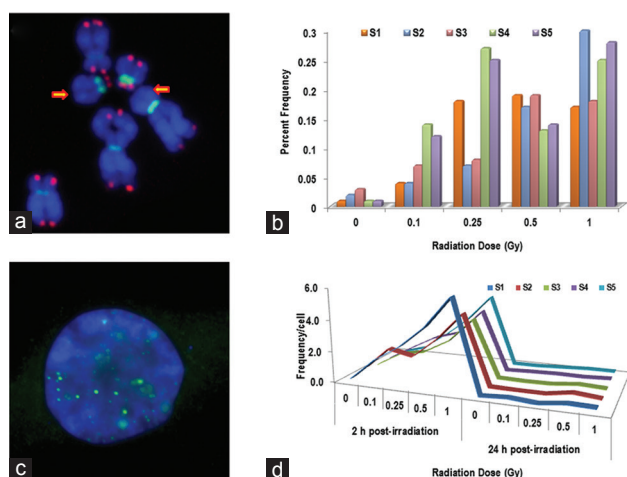 a
0.3
0.25
0.2
0.15
0.1
0.05
0
Percent Frequency
S1 S2 S3 S4 S5
0 0.1 0.25 0.5 1
Radiation Dose (Gy)
b
c
6.0
4.0
2.0
0.0
Frequency/cell
S1 S2 S3 S4 S5
0 0.1 0.25 0.5 1 0 0.1 0.25 0.5 1
2 h post-irradiation 24 h post-irradiation
Radiation Dose (Gy)
d